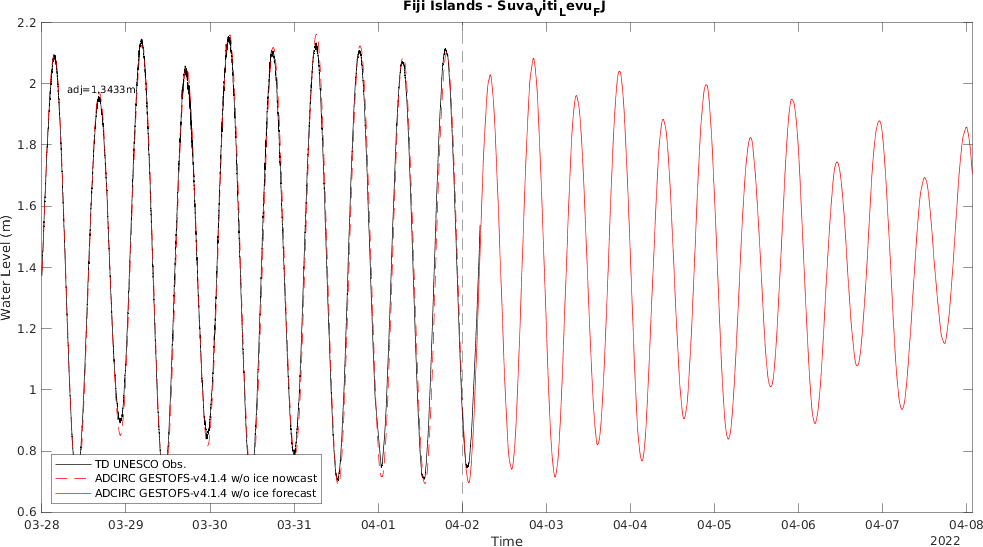 Fiji Islands - SuvaVitiLevuFJ
2.2
2
1.8
1.6
1.4
1.2
1
0.8
0.6
Water Level (m)
adj=1.3433m
TD UNESCO Obs.
ADCIRC GESTOFS-v4.1.4 w/o ice nowcast
ADCIRC GESTOFS-v4.1.4 w/o ice forecast
03-28 03-29 03-30 03-31 04-01 04-02 04-03 04-04 04-05 04-06 04-07 04-08
Time
2022